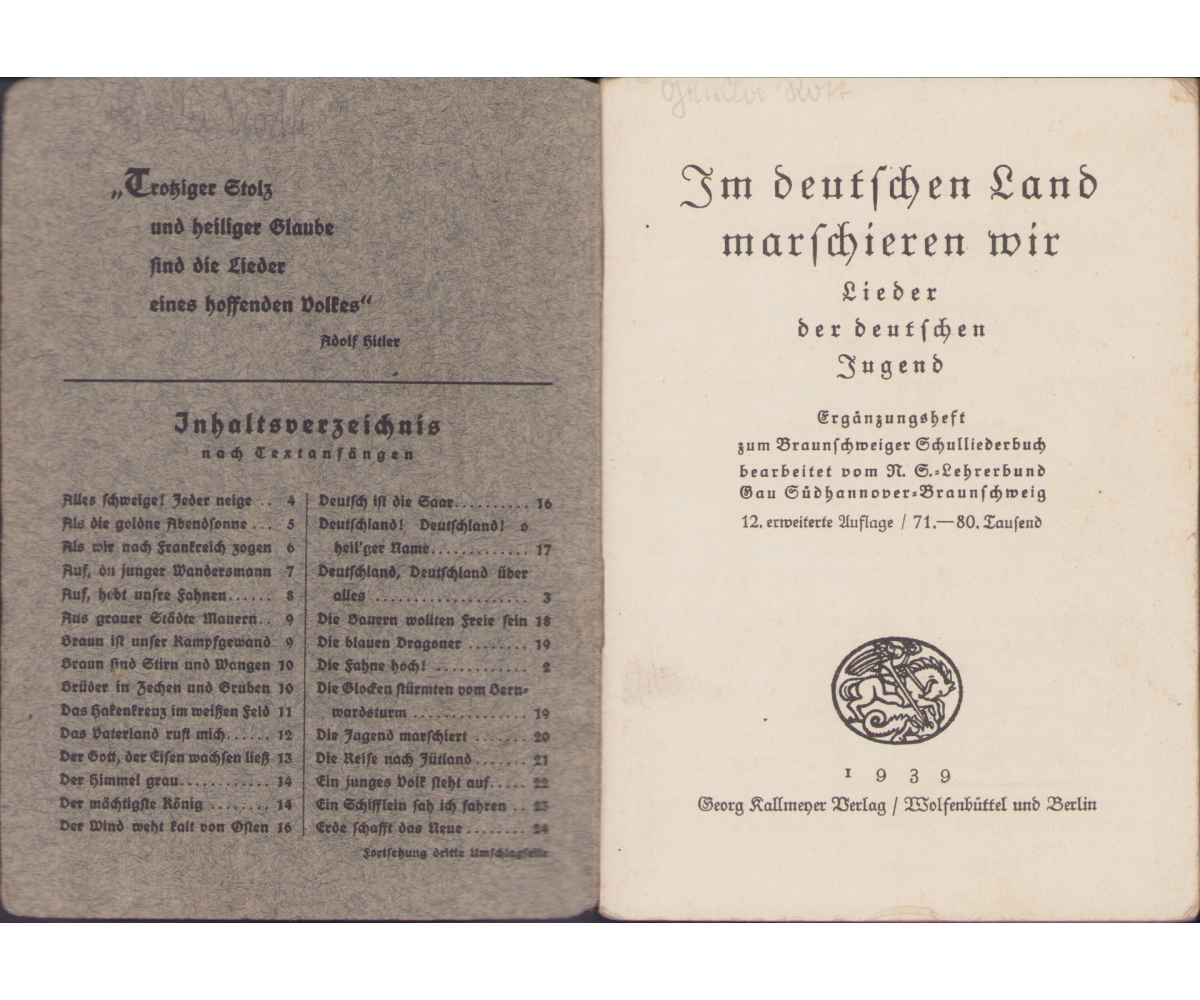 „Trotziger Stolz
und heiliger Glaube
sind die Lieder
eines hoffenden Volkes“
Adolf Hitler
Inhaltsverzeichnis
nach Textanfängen
Alles schweige! Jeder neige .. 4
Als die goldne Abendsonne ... 5
Als wir nach Frankreich zogen 6
Auf, du junger Wandersmann 7
Auf, hebt unsre Fahnen...... 8
Aus grauer Städte Mauern.. 9
Braun ist unser Kampfgewand 9
Braun sind Stirn und Wangen 10
Brüder in Zechen und Gruben 10
Das Hakenkreuz im weißen Feld 11
Das Vaterland ruft mich...... 12
Der Gott, der Eisen wachsen ließ 13
Der Himmel grau............ 14
Der mächtigste König ........ 14
Der Wind weht kalt von Osten 16
Deutsch ist die Saar.......... 16
Deutschland! Deutschland! o
heil'ger Name............. 17
Deutschland, Deutschland über
alles .................... 3
Die Bauern wollten Freie sein 18
Die blauen Dragoner ........ 19
Die Fahne hoch! ............ 2
Die Glocken stürmten vom Bern-
wardsturm ............... 19
Die Jugend marschiert ....... 20
Die Reise nach Jütland....... 21
Ein junges Volk steht auf..... 22
Ein Schifflein sah ich fahren .. 23
Erde schafft das Neue ........ 24
Fortsetzung dritte Umschlagseite
Im deutschen Land
marschieren wir
Lieder
der deutschen
Jugend
Ergänzungsheft
zum Braunschweiger Schulliederbuch
bearbeitet vom N. S.-Lehrerbund
Gau Südhannover-Braunschweig
12. erweiterte Auflage / 71.—80. Tausend
1939
Georg Kallmeyer Verlag / Wolfenbüttel und Berlin